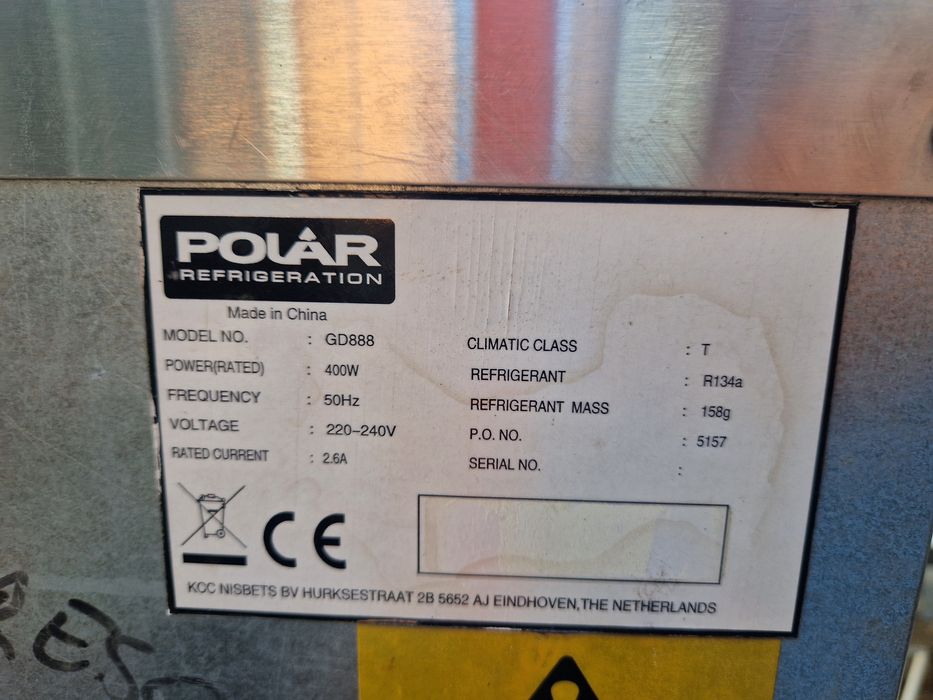 POLAR
REFRIGERATION
Made in China
MODEL NO. : GD888
POWER(RATED) : 400W
FREQUENCY : 50Hz
VOLTAGE : 220-240V
RATED CURRENT : 2.6A
CLIMATIC CLASS : T
REFRIGERANT : R134a
REFRIGERANT MASS : 158g
P.O. NO. : 5157
SERIAL NO. :
CE
KCC NISBETS BV HURKSESTRAAT 2B 5652 AJ EINDHOVEN,THE NETHERLANDS